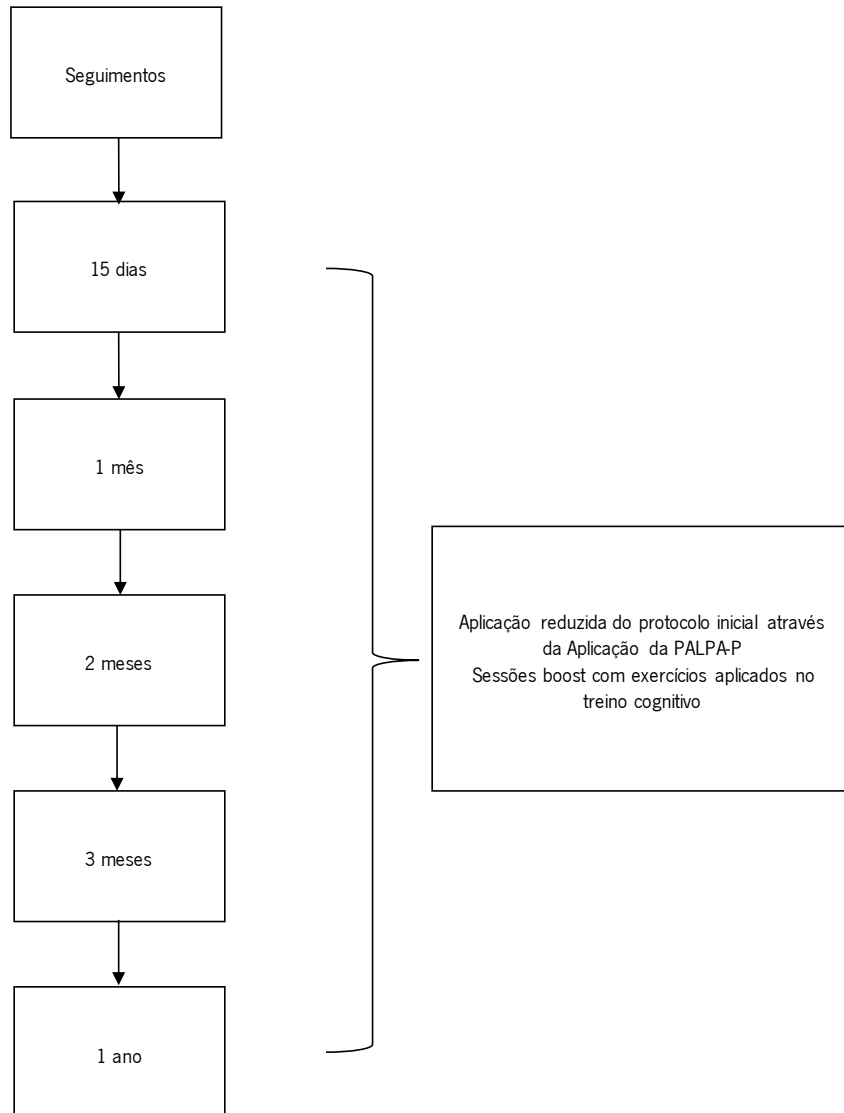 Seguimentos
15 dias
1 mês
2 meses
3 meses
1 ano
Aplicação reduzida do protocolo inicial através
da Aplicação da PALPA-P
Sessões boost com exercícios aplicados no
treino cognitivo